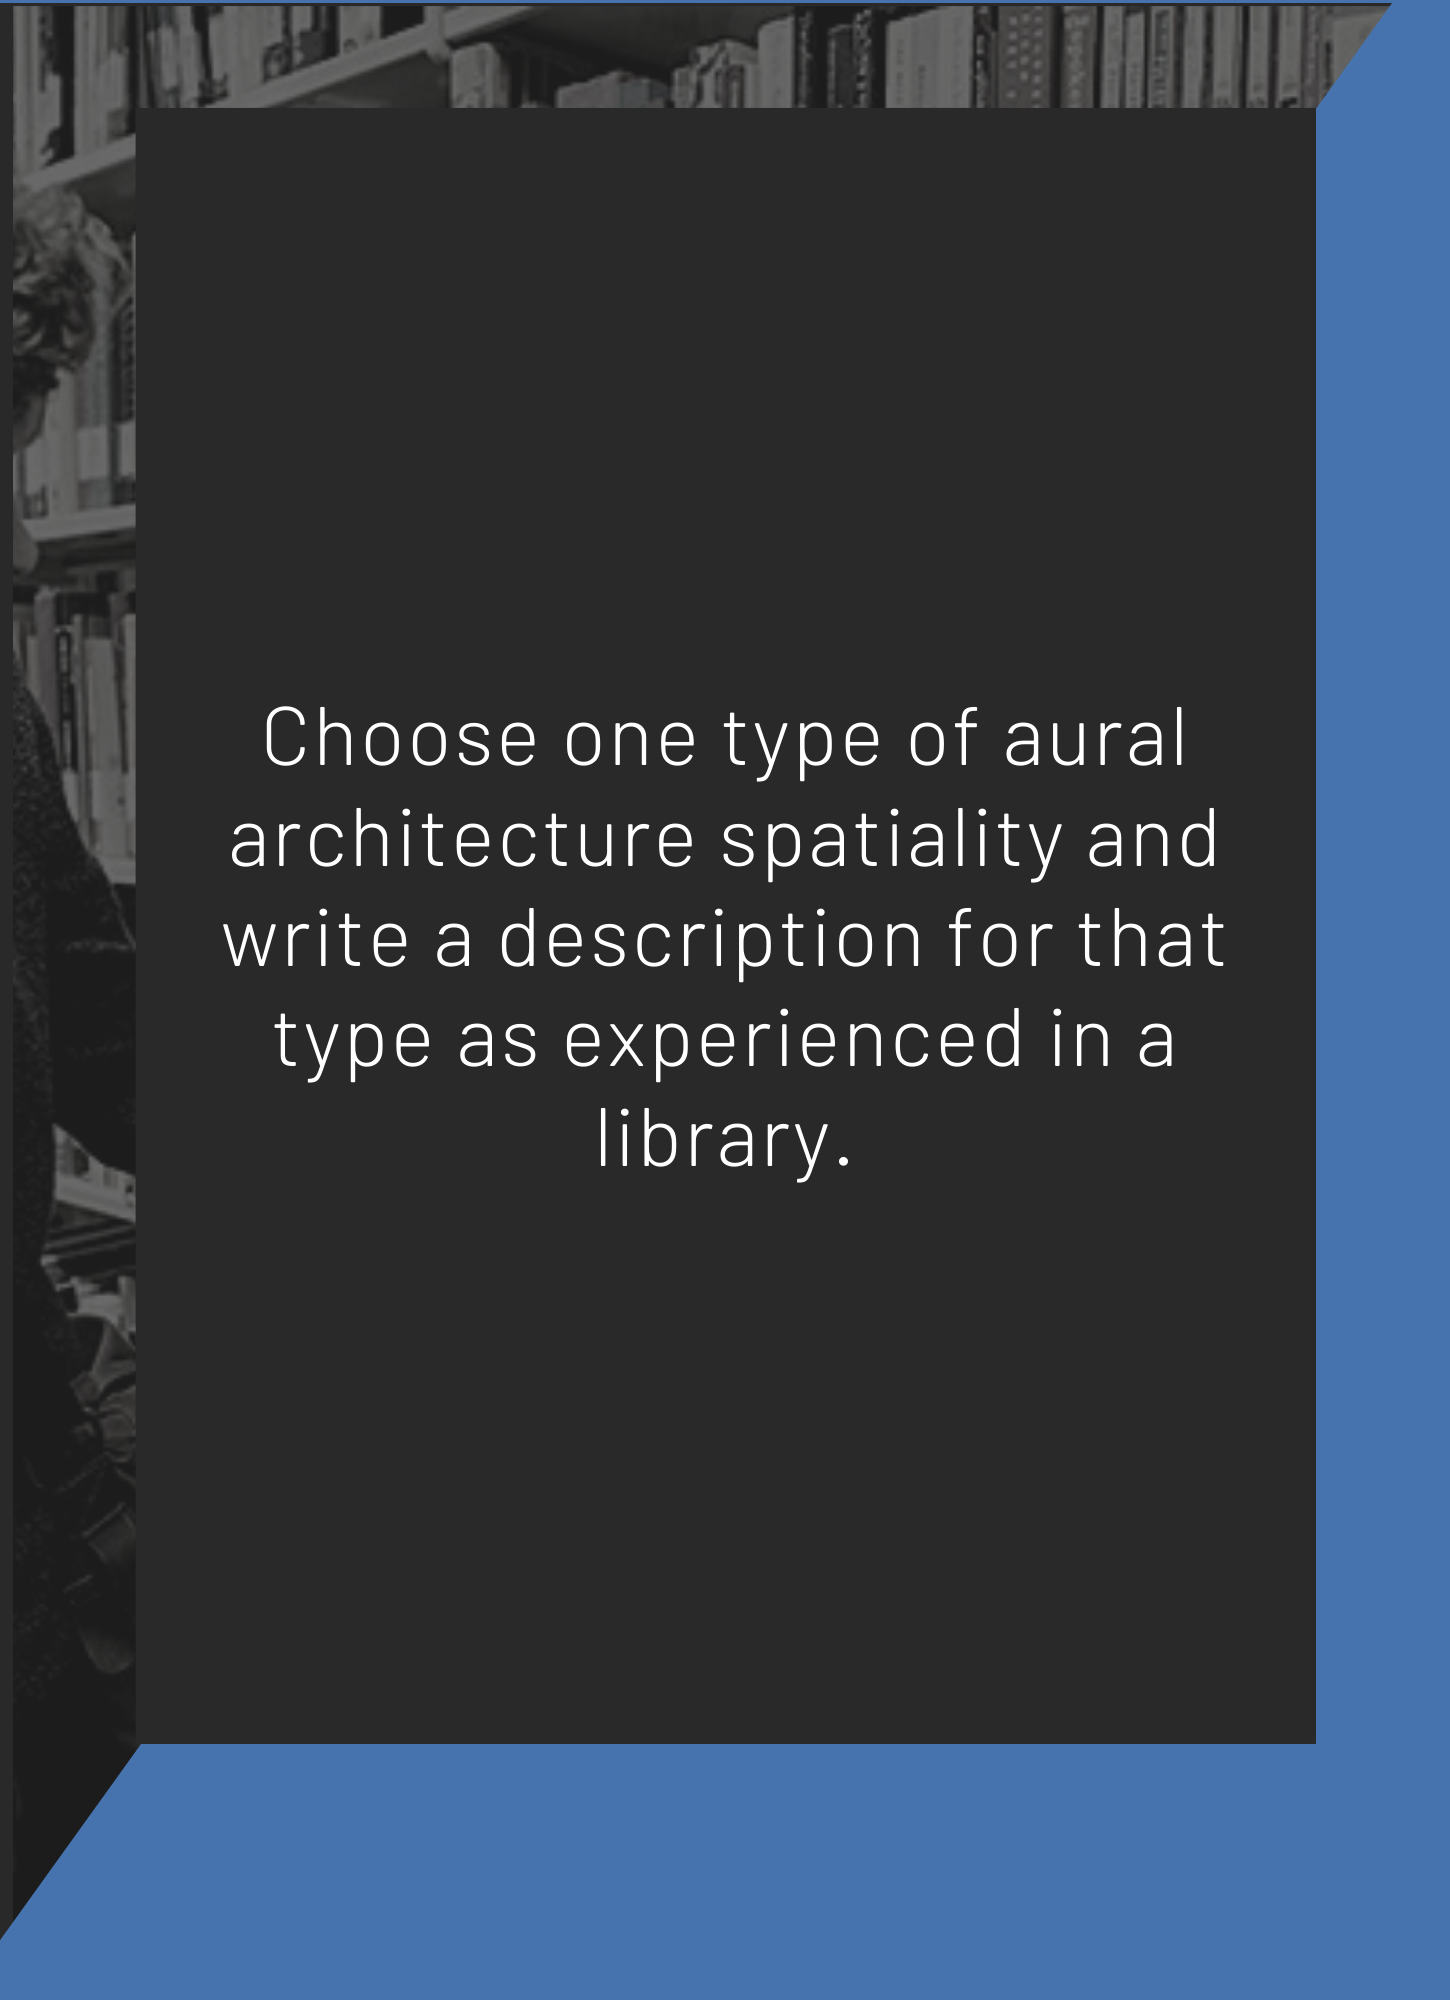 Choose one type of aural
architecture spatiality and
write a description for that
type as experienced in a
library.